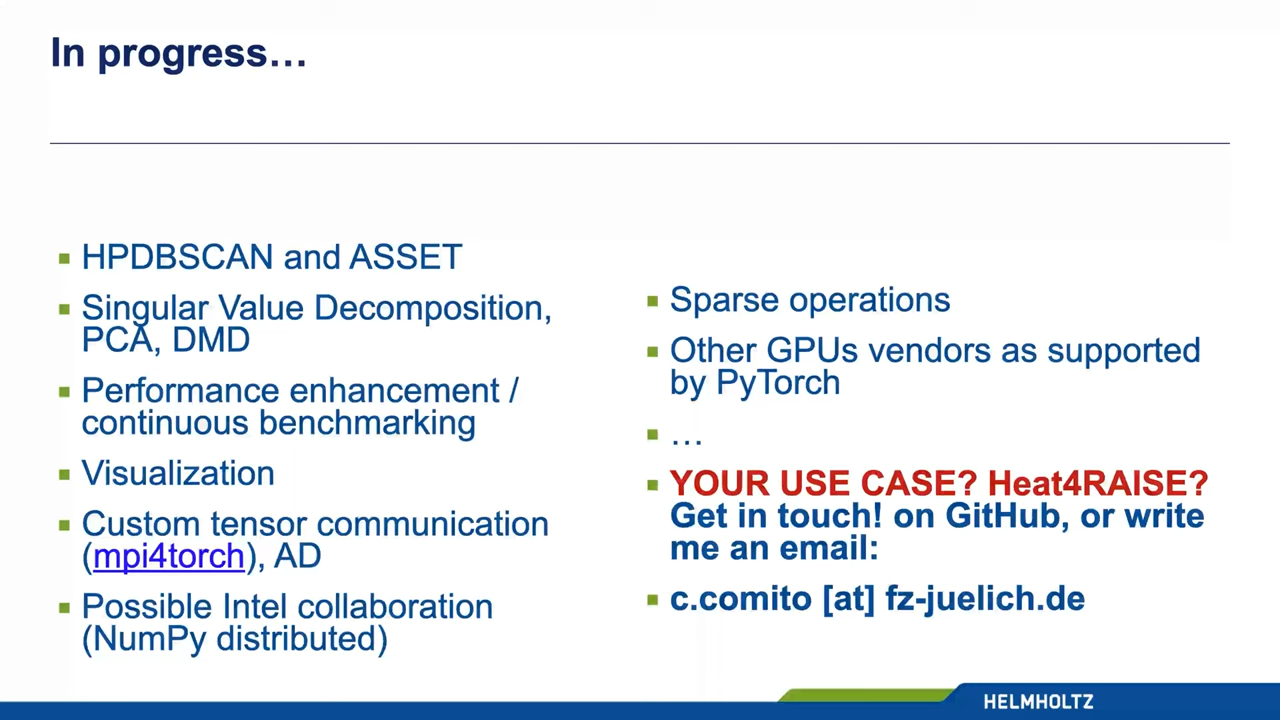 In progress…
HPDBSCAN and ASSET
Singular Value Decomposition,
PCA, DMD
Performance enhancement /
continuous benchmarking
Visualization
Custom tensor communication
(mpi4torch), AD
Possible Intel collaboration
(NumPy distributed)
Sparse operations
Other GPUs vendors as supported
by PyTorch
…
YOUR USE CASE? Heat4RAISE?
Get in touch! on GitHub, or write
me an email:
c.comito [at] fz-juelich.de
HELMHOLTZ